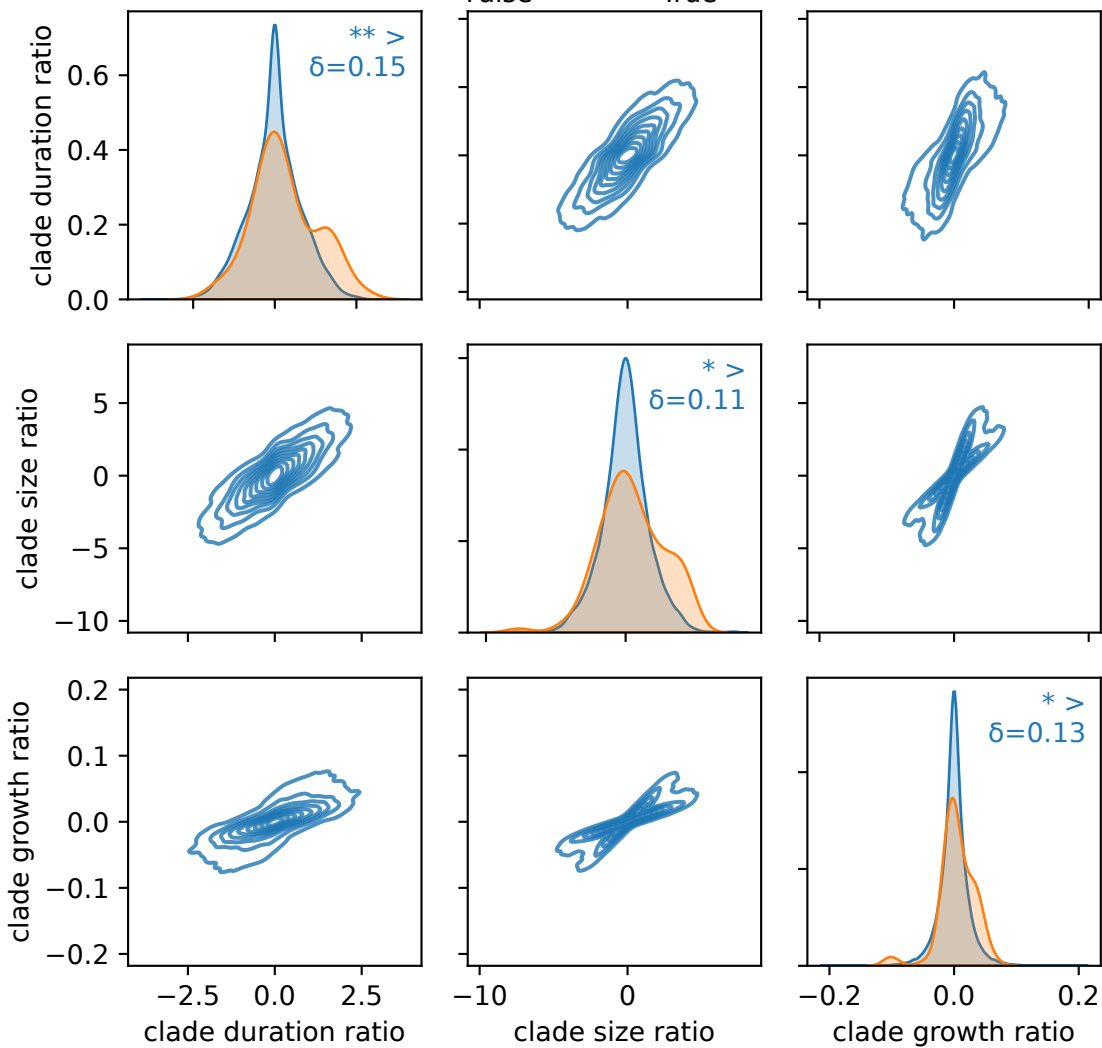 True
clade duration ratio
0.6
0.4
0.2
0.0
** >
δ=0.15
clade size ratio
5
0
−5
−10
* >
δ=0.11
clade growth ratio
0.2
0.1
0.0
−0.1
−0.2
* >
δ=0.13
−2.5
0.0
2.5
−10
0
−0.2
0.0
0.2
clade duration ratio
clade size ratio
clade growth ratio